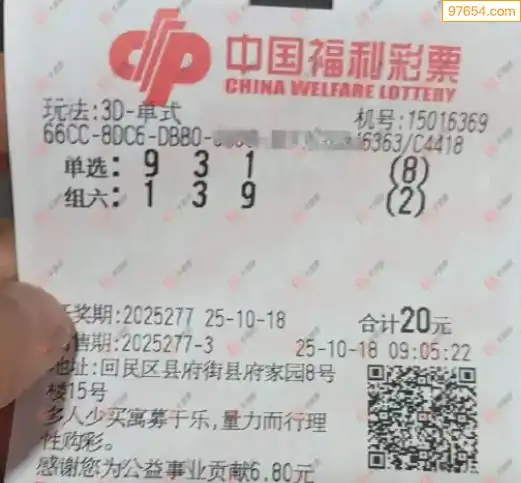 97654.com
中国福利彩票
CHINA WELFARE LOTTERY
玩法:3D-单式 机号:15016369
66CC-8DC6-DBB0- 6363/C4418
单选: 9 3 1 (8)
组六: 1 3 9 (2)
奖期:2025277 25-10-18 合计20元
售期:2025277-3 25-10-18 09:05:22
地址:回民区县府街县府家园8号
楼15号
多人少买寓募于乐,量力而行理
性购彩。
感谢您为公益事业贡献6.80元